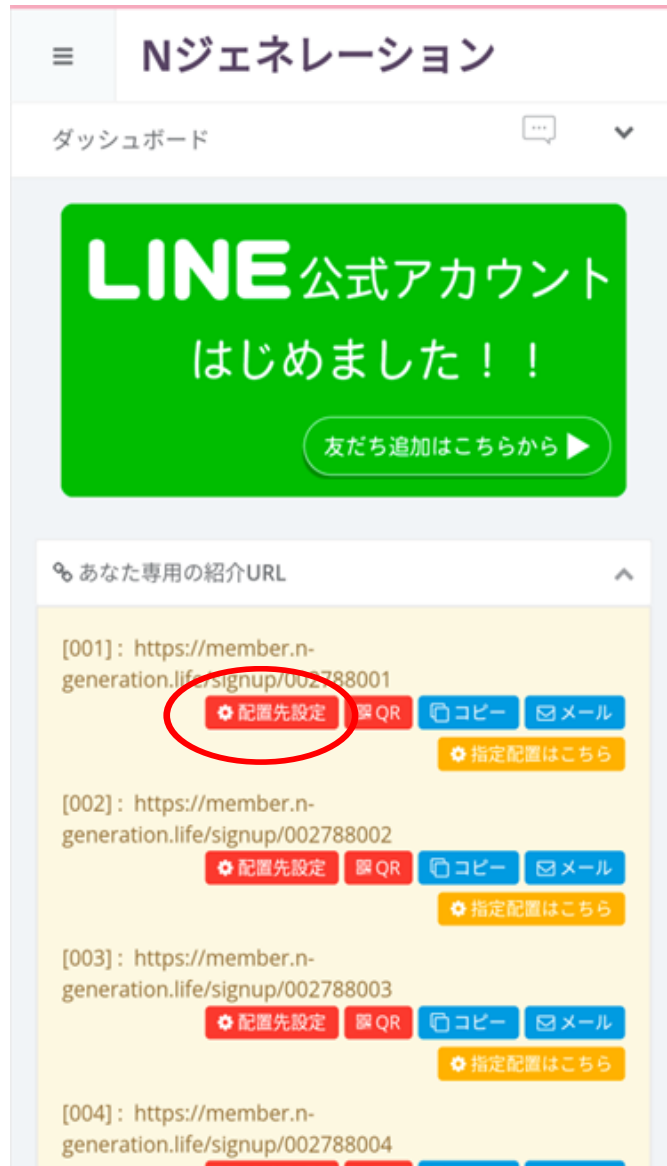 Nジェネレーション
ダッシュボード
LINE 公式アカウント
はじめました！！
友だち追加はこちらから ▶
あなた専用の紹介URL
[001] : https://member.n-
generation.life/signup/002788001
配置先設定 QR コピー メール
指定配置はこちら
[002] : https://member.n-
generation.life/signup/002788002
配置先設定 QR コピー メール
指定配置はこちら
[003] : https://member.n-
generation.life/signup/002788003
配置先設定 QR コピー メール
指定配置はこちら
[004] : https://member.n-
generation.life/signup/002788004